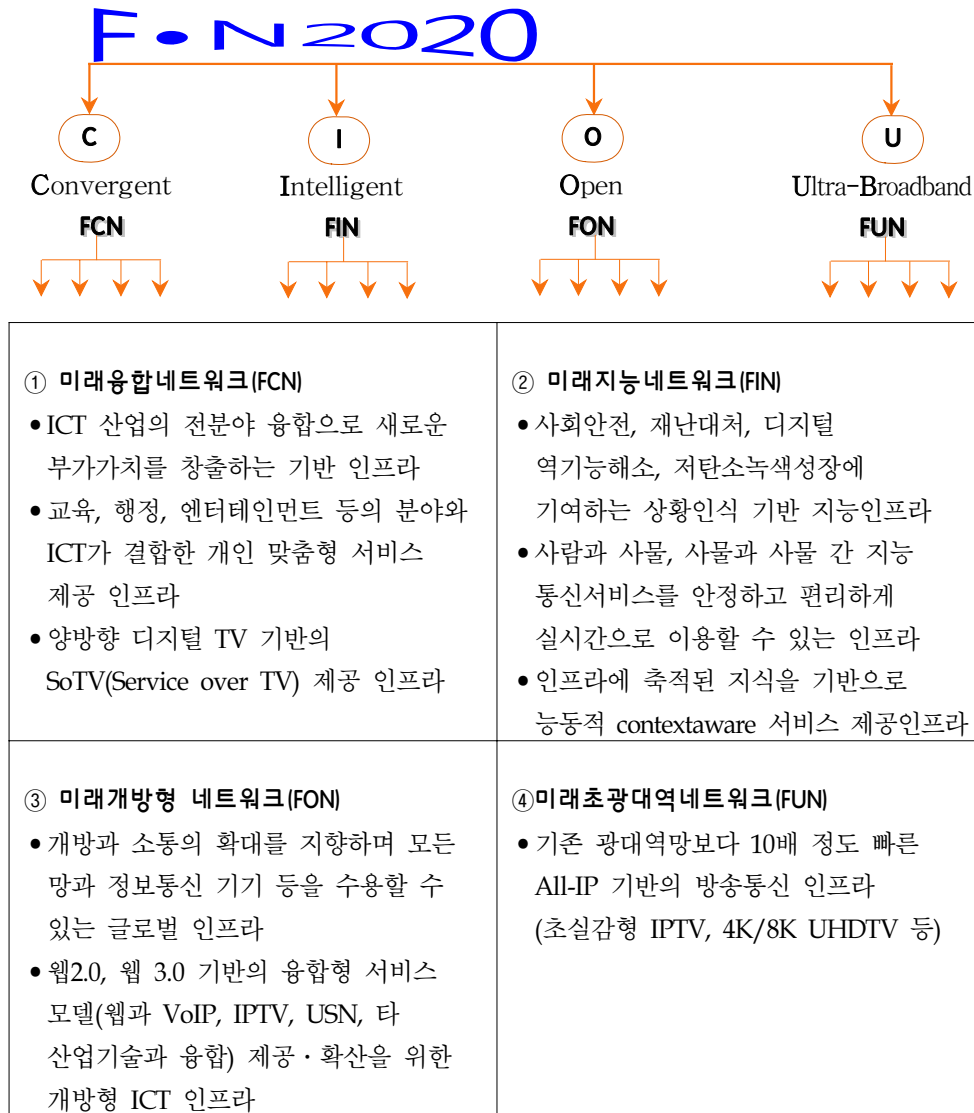 F•N2020
C I O U
Convergent Intelligent Open Ultra-Broadband
FCN FIN FON FUN
① 미래융합네트워크(FCN)
•ICT 산업의 전분야 융합으로 새로운
부가가치를 창출하는 기반 인프라
•교육, 행정, 엔터테인먼트 등의 분야와
ICT가 결합한 개인 맞춤형 서비스
제공 인프라
•양방향 디지털 TV 기반의
SoTV(Service over TV) 제공 인프라
② 미래지능네트워크(FIN)
•사회안전, 재난대처, 디지털
역기능해소, 저탄소녹색성장에
기여하는 상황인식 기반 지능인프라
•사람과 사물, 사물과 사물 간 지능
통신서비스를 안정하고 편리하게
실시간으로 이용할 수 있는 인프라
•인프라에 축적된 지식을 기반으로
능동적 contextaware 서비스 제공인프라
③ 미래개방형 네트워크(FON)
•개방과 소통의 확대를 지향하며 모든
망과 정보통신 기기 등을 수용할 수
있는 글로벌 인프라
•웹2.0, 웹 3.0 기반의 융합형 서비스
모델(웹과 VoIP, IPTV, USN, 타
산업기술과 융합) 제공·확산을 위한
개방형 ICT 인프라
④미래초광대역네트워크(FUN)
•기존 광대역망보다 10배 정도 빠른
All-IP 기반의 방송통신 인프라
(초실감형 IPTV, 4K/8K UHDTV 등)